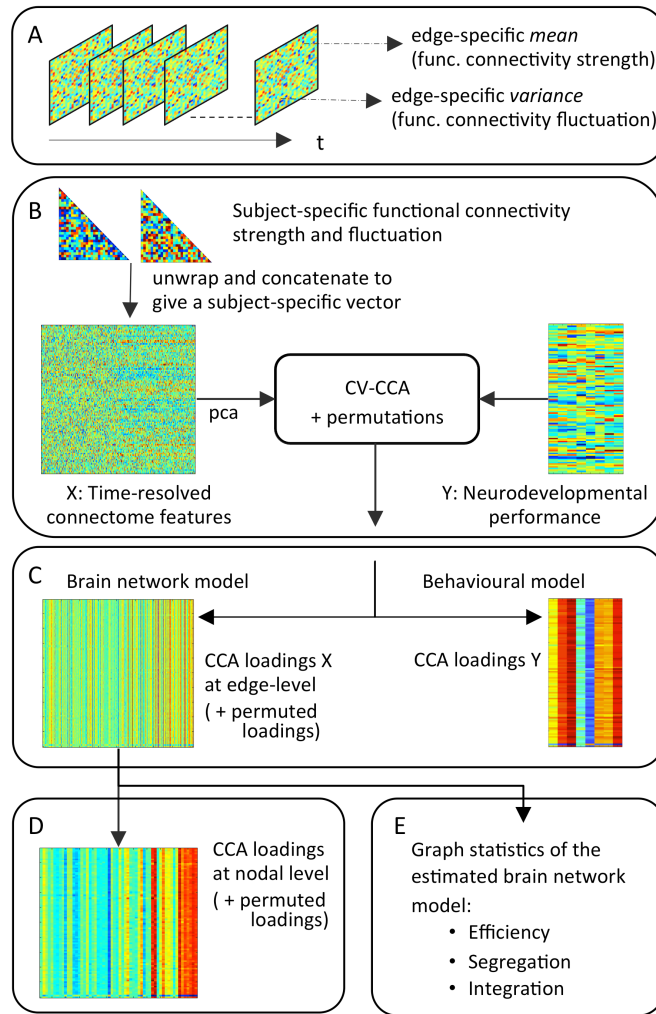 A
edge-specific mean
(func. connectivity strength)
edge-specific variance
(func. connectivity fluctuation)
t
B
Subject-specific functional connectivity
strength and fluctuation
unwrap and concatenate to
give a subject-specific vector
CV-CCA
+ permutations
pca
X: Time-resolved
connectome features
Y: Neurodevelopmental
performance
C
Brain network model
Behavioural model
CCA loadings X
at edge-level
( + permuted
loadings)
CCA loadings Y
D
CCA loadings
at nodal level
( + permuted
loadings)
E
Graph statistics of the
estimated brain network
model:
• Efficiency
• Segregation
• Integration